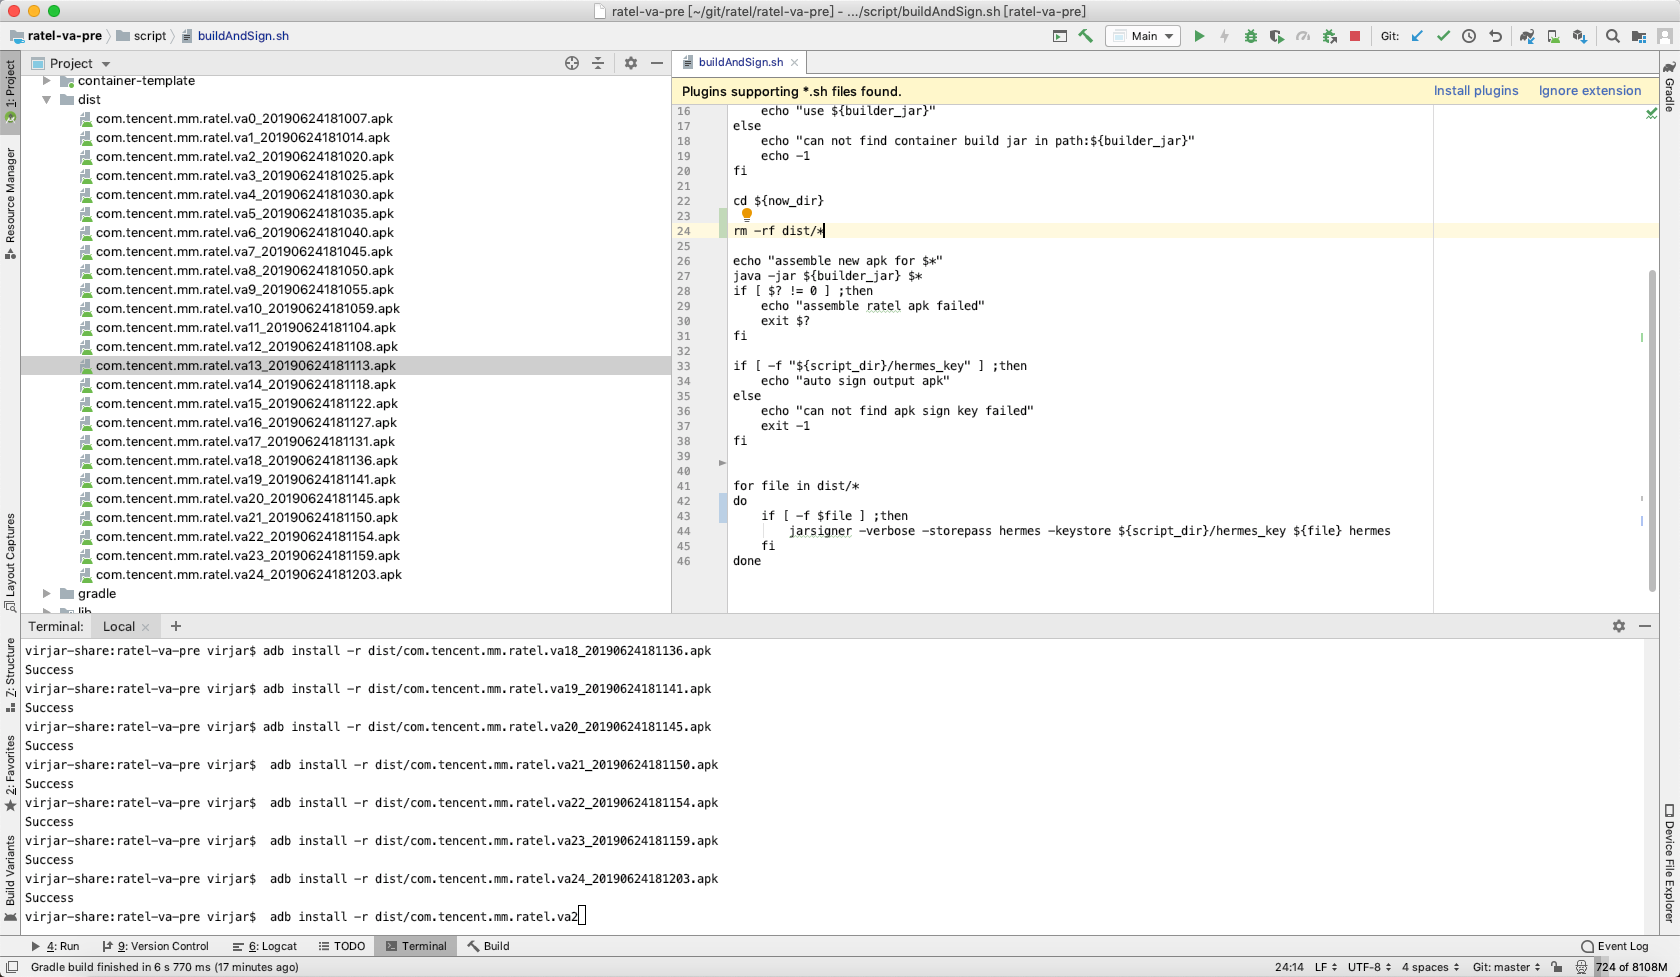 ratel-va-pre [~/git/ratel/ratel-va-pre] - .../script/buildAndSign.sh [ratel-va-pre]
ratel-va-pre script buildAndSign.sh
Main
Git:
1: Project
Resource Manager
Layout Captures
Z: Structure
2: Favorites
Build Variants
Project
container-template
dist
com.tencent.mm.ratel.va0_20190624181007.apk
com.tencent.mm.ratel.va1_20190624181014.apk
com.tencent.mm.ratel.va2_20190624181020.apk
com.tencent.mm.ratel.va3_20190624181025.apk
com.tencent.mm.ratel.va4_20190624181030.apk
com.tencent.mm.ratel.va5_20190624181035.apk
com.tencent.mm.ratel.va6_20190624181040.apk
com.tencent.mm.ratel.va7_20190624181045.apk
com.tencent.mm.ratel.va8_20190624181050.apk
com.tencent.mm.ratel.va9_20190624181055.apk
com.tencent.mm.ratel.va10_20190624181059.apk
com.tencent.mm.ratel.va11_20190624181104.apk
com.tencent.mm.ratel.va12_20190624181108.apk
com.tencent.mm.ratel.va13_20190624181113.apk
com.tencent.mm.ratel.va14_20190624181118.apk
com.tencent.mm.ratel.va15_20190624181122.apk
com.tencent.mm.ratel.va16_20190624181127.apk
com.tencent.mm.ratel.va17_20190624181131.apk
com.tencent.mm.ratel.va18_20190624181136.apk
com.tencent.mm.ratel.va19_20190624181141.apk
com.tencent.mm.ratel.va20_20190624181145.apk
com.tencent.mm.ratel.va21_20190624181150.apk
com.tencent.mm.ratel.va22_20190624181154.apk
com.tencent.mm.ratel.va23_20190624181159.apk
com.tencent.mm.ratel.va24_20190624181203.apk
gradle
lib
buildAndSign.sh
Plugins supporting *.sh files found. Install plugins Ignore extension
16 echo "use ${builder_jar}"
17 else
18 echo "can not find container build jar in path:${builder_jar}"
19 echo -1
20 fi
21
22 cd ${now_dir}
23
24 rm -rf dist/*
25
26 echo "assemble new apk for $*"
27 java -jar ${builder_jar} $*
28 if [ $? != 0 ] ;then
29 echo "assemble ratel apk failed"
30 exit $?
31 fi
32
33 if [ -f "${script_dir}/hermes_key" ] ;then
34 echo "auto sign output apk"
35 else
36 echo "can not find apk sign key failed"
37 exit -1
38 fi
39
40
41 for file in dist/*
42 do
43 if [ -f $file ] ;then
44 jarsigner -verbose -storepass hermes -keystore ${script_dir}/hermes_key ${file} hermes
45 fi
46 done
Gradle
Device File Explorer
Terminal: Local
virjar-share:ratel-va-pre virjar$ adb install -r dist/com.tencent.mm.ratel.va18_20190624181136.apk
Success
virjar-share:ratel-va-pre virjar$ adb install -r dist/com.tencent.mm.ratel.va19_20190624181141.apk
Success
virjar-share:ratel-va-pre virjar$ adb install -r dist/com.tencent.mm.ratel.va20_20190624181145.apk
Success
virjar-share:ratel-va-pre virjar$  adb install -r dist/com.tencent.mm.ratel.va21_20190624181150.apk
Success
virjar-share:ratel-va-pre virjar$  adb install -r dist/com.tencent.mm.ratel.va22_20190624181154.apk
Success
virjar-share:ratel-va-pre virjar$  adb install -r dist/com.tencent.mm.ratel.va23_20190624181159.apk
Success
virjar-share:ratel-va-pre virjar$  adb install -r dist/com.tencent.mm.ratel.va24_20190624181203.apk
Success
virjar-share:ratel-va-pre virjar$  adb install -r dist/com.tencent.mm.ratel.va2
4: Run 9: Version Control 6: Logcat TODO Terminal Build Event Log
Gradle build finished in 6 s 770 ms (17 minutes ago) 24:14 LF UTF-8 4 spaces Git: master 724 of 8108M